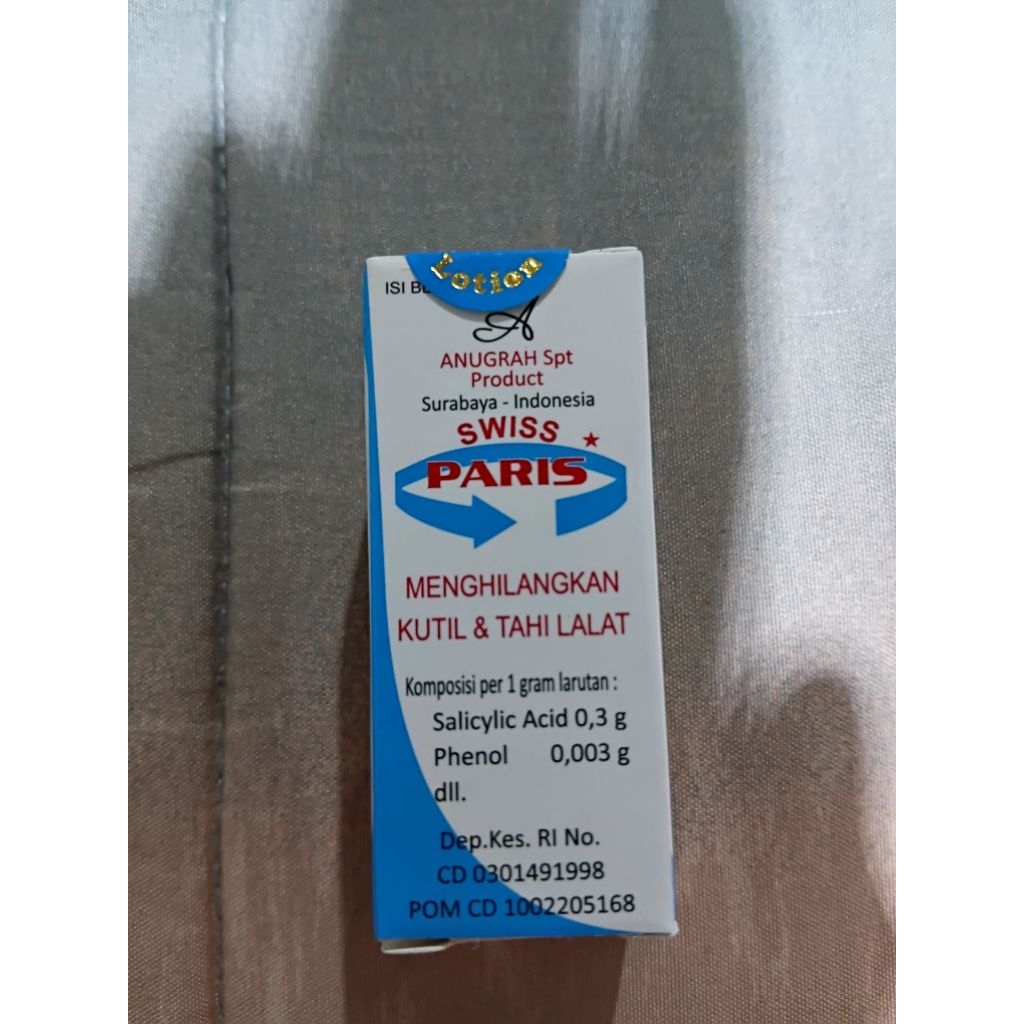 Lotion
ISI
A
ANUGRAH Spt
Product
Surabaya - Indonesia
SWISS
PARIS
MENGHILANGKAN
KUTIL & TAHI LALAT
Komposisi per 1 gram larutan :
Salicylic Acid 0,3 g
Phenol 0,003 g
dll.
Dep.Kes. RI No.
CD 0301491998
POM CD 1002205168